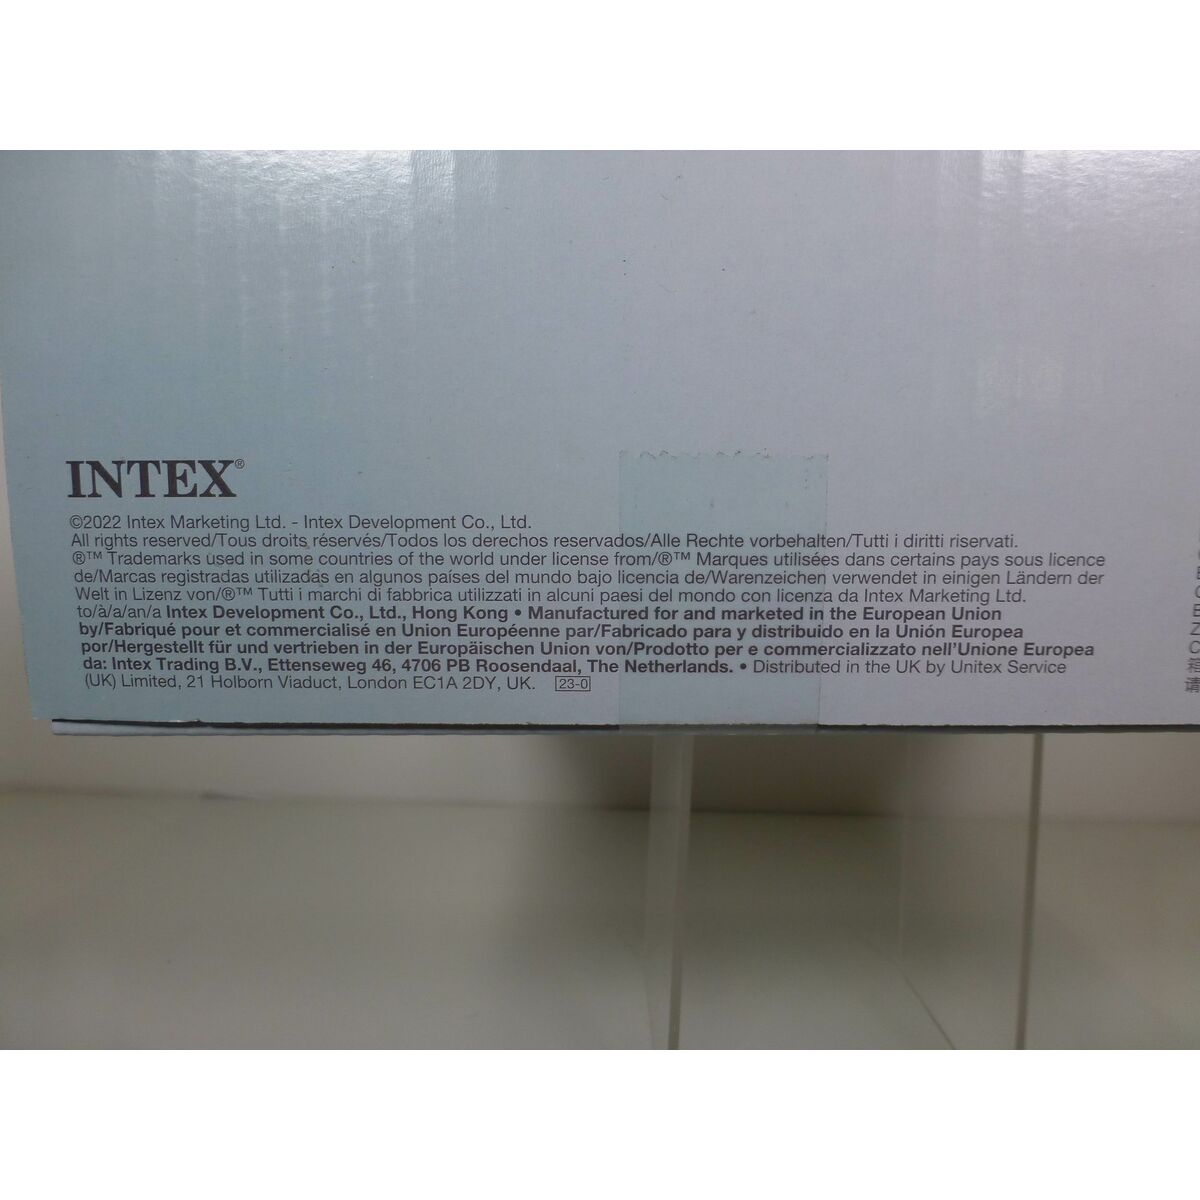 INTEX®
©2022 Intex Marketing Ltd. - Intex Development Co., Ltd.
All rights reserved/Tous droits réservés/Todos los derechos reservados/Alle Rechte vorbehalten/Tutti i diritti riservati.
®™ Trademarks used in some countries of the world under license from/®™ Marques utilisées dans certains pays sous licence
de/Marcas registradas utilizadas en algunos países del mundo bajo licencia de/Warenzeichen verwendet in einigen Ländern der
Welt in Lizenz von/®™ Tutti i marchi di fabbrica utilizzati in alcuni paesi del mondo con licenza da Intex Marketing Ltd.
to/à/a/an/a Intex Development Co., Ltd., Hong Kong • Manufactured for and marketed in the European Union
by/Fabriqué pour et commercialisé en Union Européenne par/Fabricado para y distribuido en la Unión Europea
por/Hergestellt für und vertrieben in der Europäischen Union von/Prodotto per e commercializzato nell'Unione Europea
da: Intex Trading B.V., Ettenseweg 46, 4706 PB Roosendaal, The Netherlands. • Distributed in the UK by Unitex Service
(UK) Limited, 21 Holborn Viaduct, London EC1A 2DY, UK. 23-0